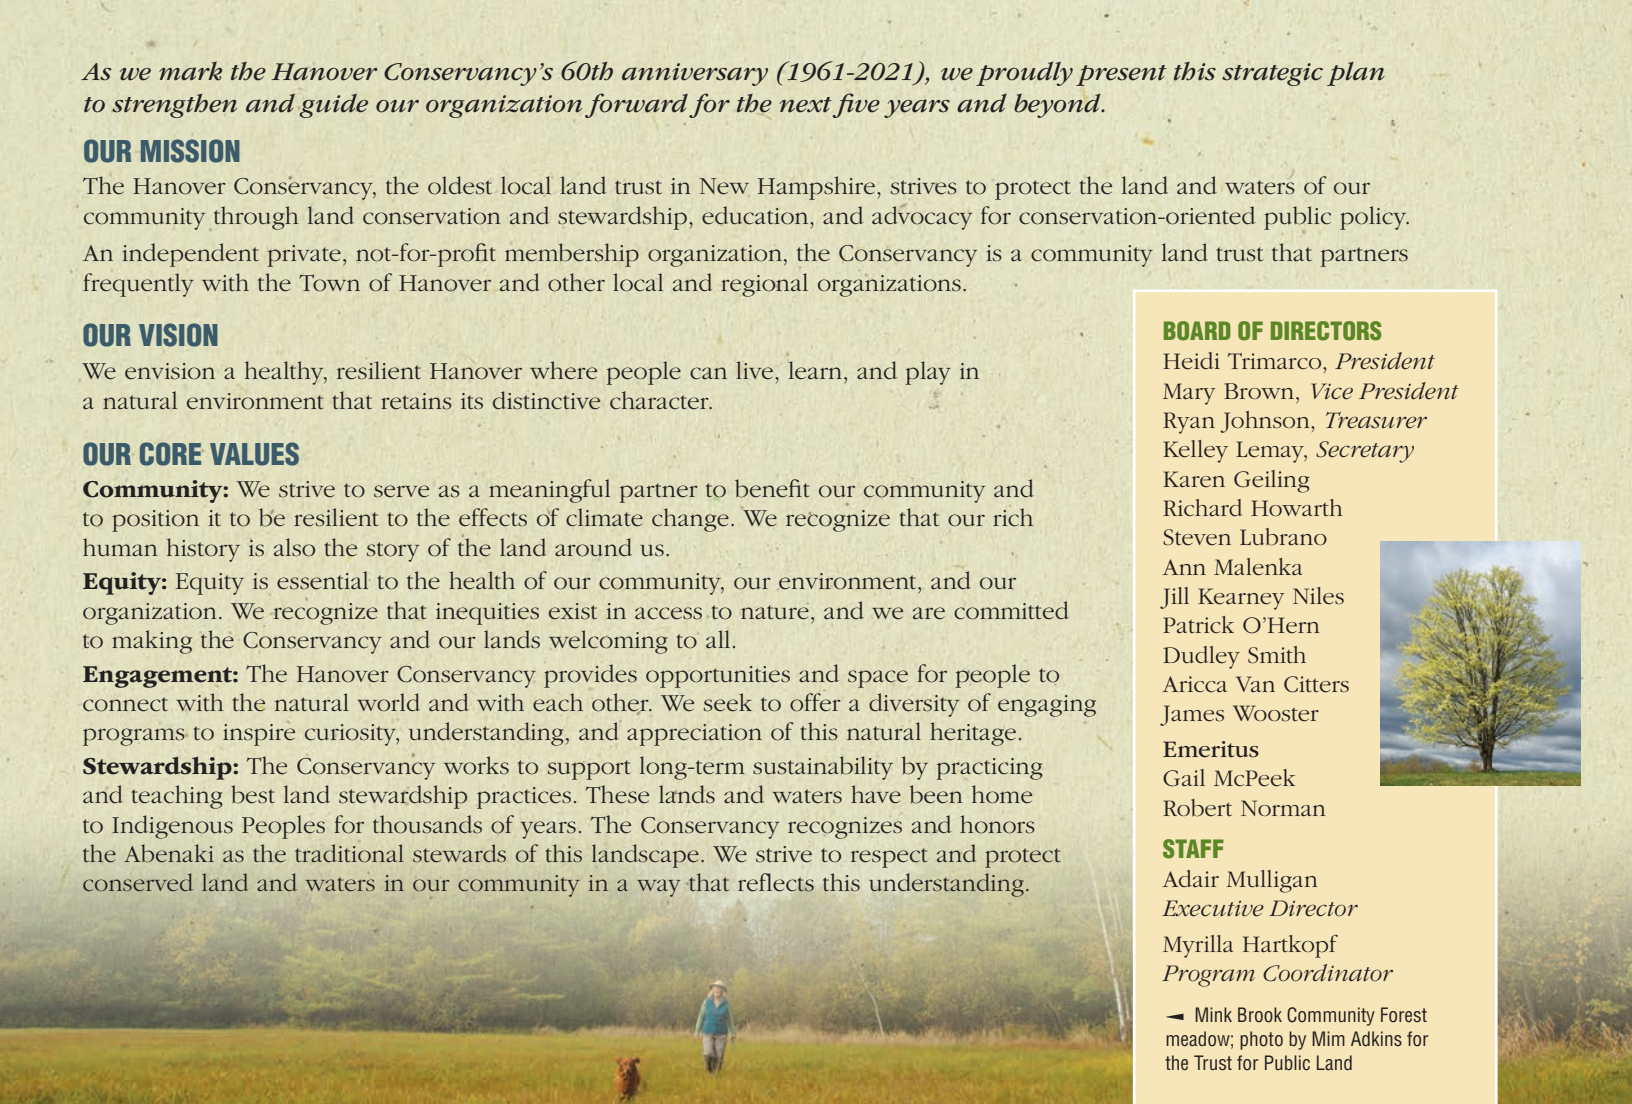 As we mark the Hanover Conservancy's 60th anniversary (1961-2021), we proudly present this strategic plan
to strengthen and guide our organization forward for the next five years and beyond.
OUR MISSION
The Hanover Conservancy, the oldest local land trust in New Hampshire, strives to protect the land and waters of our
community through land conservation and stewardship, education, and advocacy for conservation-oriented public policy.
An independent private, not-for-profit membership organization, the Conservancy is a community land trust that partners
frequently with the Town of Hanover and other local and regional organizations.
OUR VISION
We envision a healthy, resilient Hanover where people can live, learn, and play in
a natural environment that retains its distinctive character.
OUR CORE VALUES
Community: We strive to serve as a meaningful partner to benefit our community and
to position it to be resilient to the effects of climate change. We recognize that our rich
human history is also the story of the land around us.
Equity: Equity is essential to the health of our community, our environment, and our
organization. We recognize that inequities exist in access to nature, and we are committed
to making the Conservancy and our lands welcoming to all.
Engagement: The Hanover Conservancy provides opportunities and space for people to
connect with the natural world and with each other. We seek to offer a diversity of engaging
programs to inspire curiosity, understanding, and appreciation of this natural heritage.
Stewardship: The Conservancy works to support long-term sustainability by practicing
and teaching best land stewardship practices. These lands and waters have been home
to Indigenous Peoples for thousands of years. The Conservancy recognizes and honors
the Abenaki as the traditional stewards of this landscape. We strive to respect and protect
conserved land and waters in our community in a way that reflects this understanding.
BOARD OF DIRECTORS
Heidi Trimarco, President
Mary Brown, Vice President
Ryan Johnson, Treasurer
Kelley Lemay, Secretary
Karen Geiling
Richard Howarth
Steven Lubrano
Ann Malenka
Jill Kearney Niles
Patrick O'Hern
Dudley Smith
Aricca Van Citters
James Wooster
Emeritus
Gail McPeek
Robert Norman
STAFF
Adair Mulligan
Executive Director
Myrilla Hartkopf
Program Coordinator
◄ Mink Brook Community Forest
meadow; photo by Mim Adkins for
the Trust for Public Land